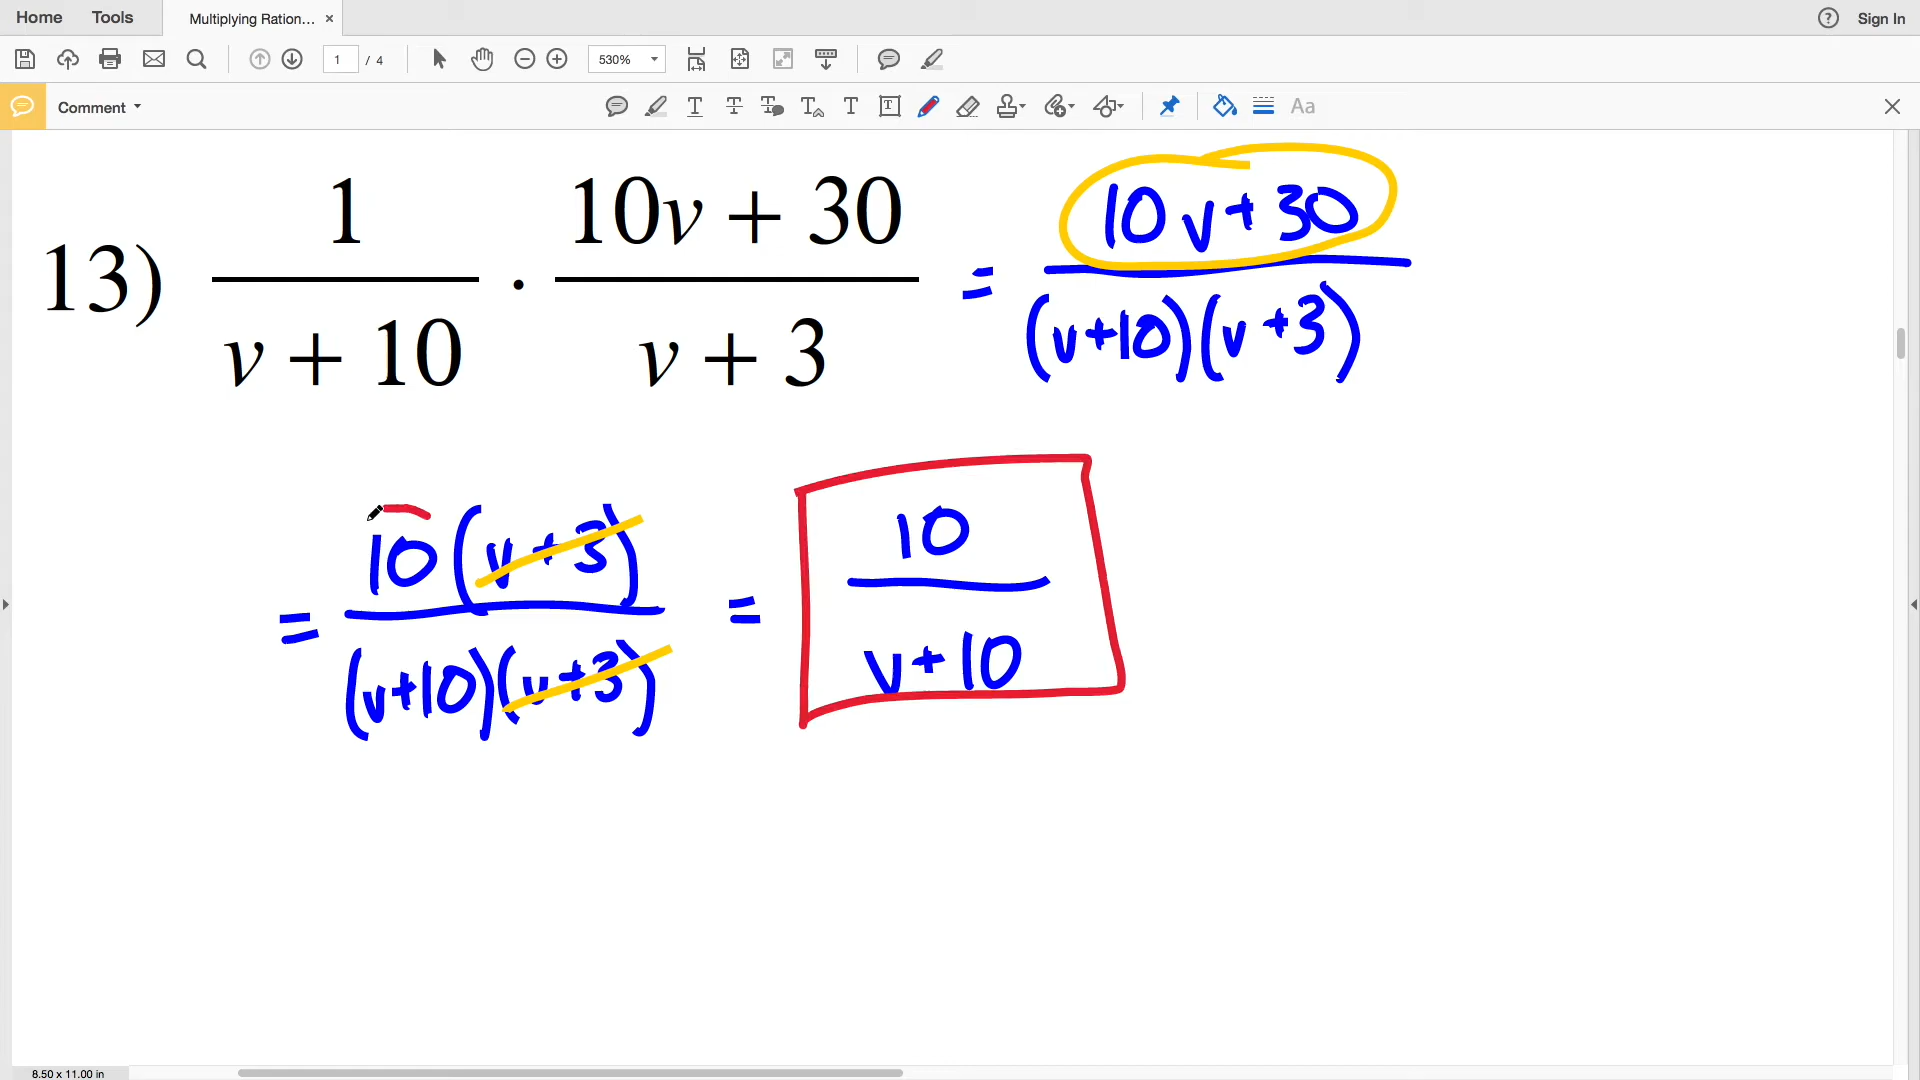 Home Tools Multiplying Ration... × ? Sign In
1 / 4 530%
Comment T T T T T T Aa
13) 1 / (v + 10) · (10v + 30) / (v + 3) = (10v+30) / ((v+10)(v+3))
= 10(v+3) / ((v+10)(v+3)) = 10 / (v+10)
8.50 x 11.00 in